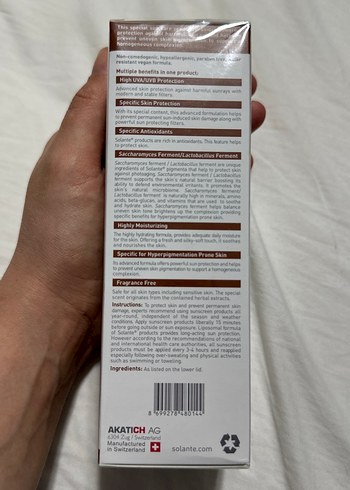 This special sun
protection against harmful
prevent uneven skin
homogenous complexion.
Non-comedogenic, hypoallergenic, paraben free, water
resistant vegan formula.
Multiple benefits in one product:
High UVA/UVB Protection
Advanced skin protection against harmful damage with
modern and stable filters.
Specific Skin Protection
With its special content, this advanced formulation helps
to prevent permanent sun-induced skin damage along with
powerful sun protecting filters.
Specific Antioxidants
Solante® products are rich in antioxidants. This feature helps
to protect skin.
Saccharomyces Ferment/Lactobacillus Ferment
Saccharomyces ferment / Lactobacillus ferment are unique
ingredients of Solante® pigmenta that help to protect skin
against photoaging. Saccharomyces ferment / Lactobacillus
ferment supports the skin's natural barrier boosting its
ability to defend environmental irritants. It promotes the
skin's natural microbiome. Saccharomyces ferment/
Lactobacillus ferment is naturally high in minerals, amino
acids, beta-glucan, and vitamins that are used to soothe
and hydrate skin. Saccharomyces ferment helps balance
uneven skin tone brightens up the complexion providing
specific benefits for hyperpigmentation prone skin.
Highly Moisturizing
The highly hydrating formula, provides adequate daily moisture
for the skin. Offering a fresh and silky-soft touch, it soothes
and nourishes the skin.
Specific for Hyperpigmentation Prone Skin
Its advanced formula offers powerful sun protection and helps
to prevent uneven skin pigmentation to support a homogenous
complexion.
Fragrance Free
Safe for all skin types including sensitive skin. The special
scent originates from the contained herbal extracts.
Instructions: To protect skin and prevent permanent skin
damage, experts recommend using sunscreen products all
year-round, independent of the season and weather
conditions. Apply sunscreen products liberally 15 minutes
before going outside or sun exposure. Liposomal formula
of Solante® products provides long-acting sun protection.
However according to the recommendations of national
and international health care authorities, all sunscreen
products must be applied every 3-4 hours and reapplied
especially following over-sweating and physical activities
such as swimming or toweling.
Ingredients: As listed on the lower lid.
8 699278 480144
AKATICH AG
6304 Zug / Switzerland
Manufactured
in Switzerland
solante.com